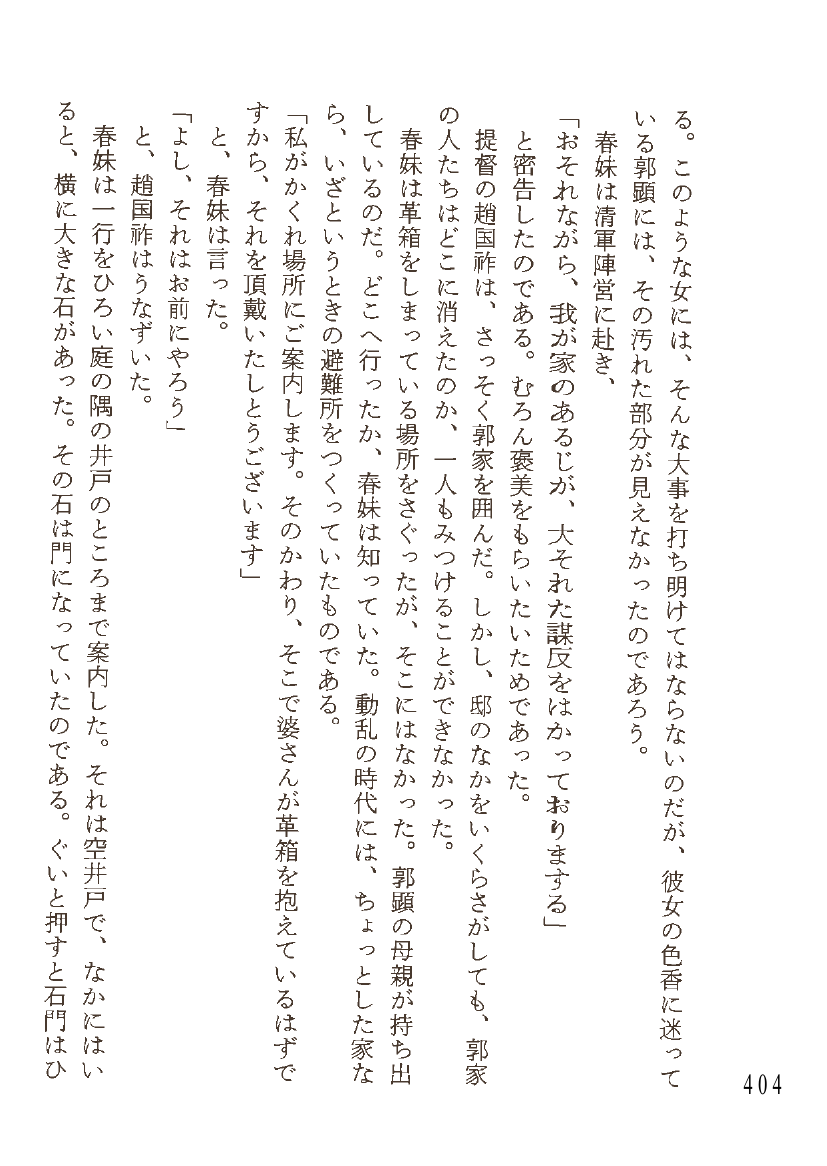 る。このような女には、そんな大事を打ち明けてはならないのだが、彼女の色香に迷って
いる郭顕には、その汚れた部分が見えなかったのであろう。
春妹は清軍陣営に赴き、
「おそれながら、我が家のあるじが、大それた謀反をはかっておりまする」
と密告したのである。むろん褒美をもらいたいためであった。
提督の趙国祚は、さっそく郭家を囲んだ。しかし、邸のなかをいくらさがしても、郭家
の人たちはどこに消えたのか、一人もみつけることができなかった。
春妹は革箱をしまっている場所をさぐったが、そこにはなかった。郭顕の母親が持ち出
しているのだ。どこへ行ったか、春妹は知っていた。動乱の時代には、ちょっとした家な
ら、いざというときの避難所をつくっていたものである。
「私がかくれ場所にご案内します。そのかわり、そこで婆さんが革箱を抱えているはずで
すから、それを頂戴いたしとうございます」
と、春妹は言った。
「よし、それはお前にやろう」
と、趙国祚はうなずいた。
春妹は一行をひろい庭の隅の井戸のところまで案内した。それは空井戸で、なかにはい
ると、横に大きな石があった。その石は門になっていたのである。ぐいと押すと石門はひ
404